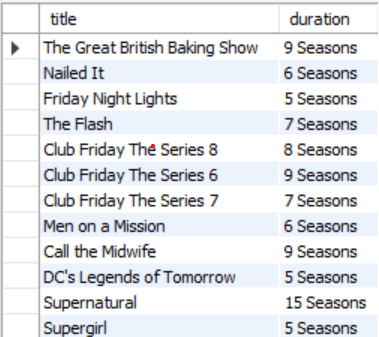 title duration
The Great British Baking Show 9 Seasons
Nailed It 6 Seasons
Friday Night Lights 5 Seasons
The Flash 7 Seasons
Club Friday The Series 8 8 Seasons
Club Friday The Series 6 9 Seasons
Club Friday The Series 7 7 Seasons
Men on a Mission 6 Seasons
Call the Midwife 9 Seasons
DC's Legends of Tomorrow 5 Seasons
Supernatural 15 Seasons
Supergirl 5 Seasons